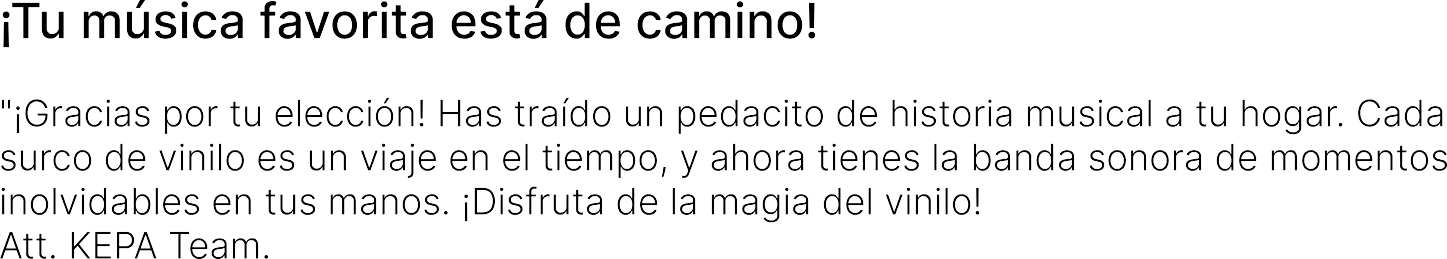 ¡Tu música favorita está de camino!
"¡Gracias por tu elección! Has traído un pedacito de historia musical a tu hogar. Cada
surco de vinilo es un viaje en el tiempo, y ahora tienes la banda sonora de momentos
inolvidables en tus manos. ¡Disfruta de la magia del vinilo!
Att. KEPA Team.